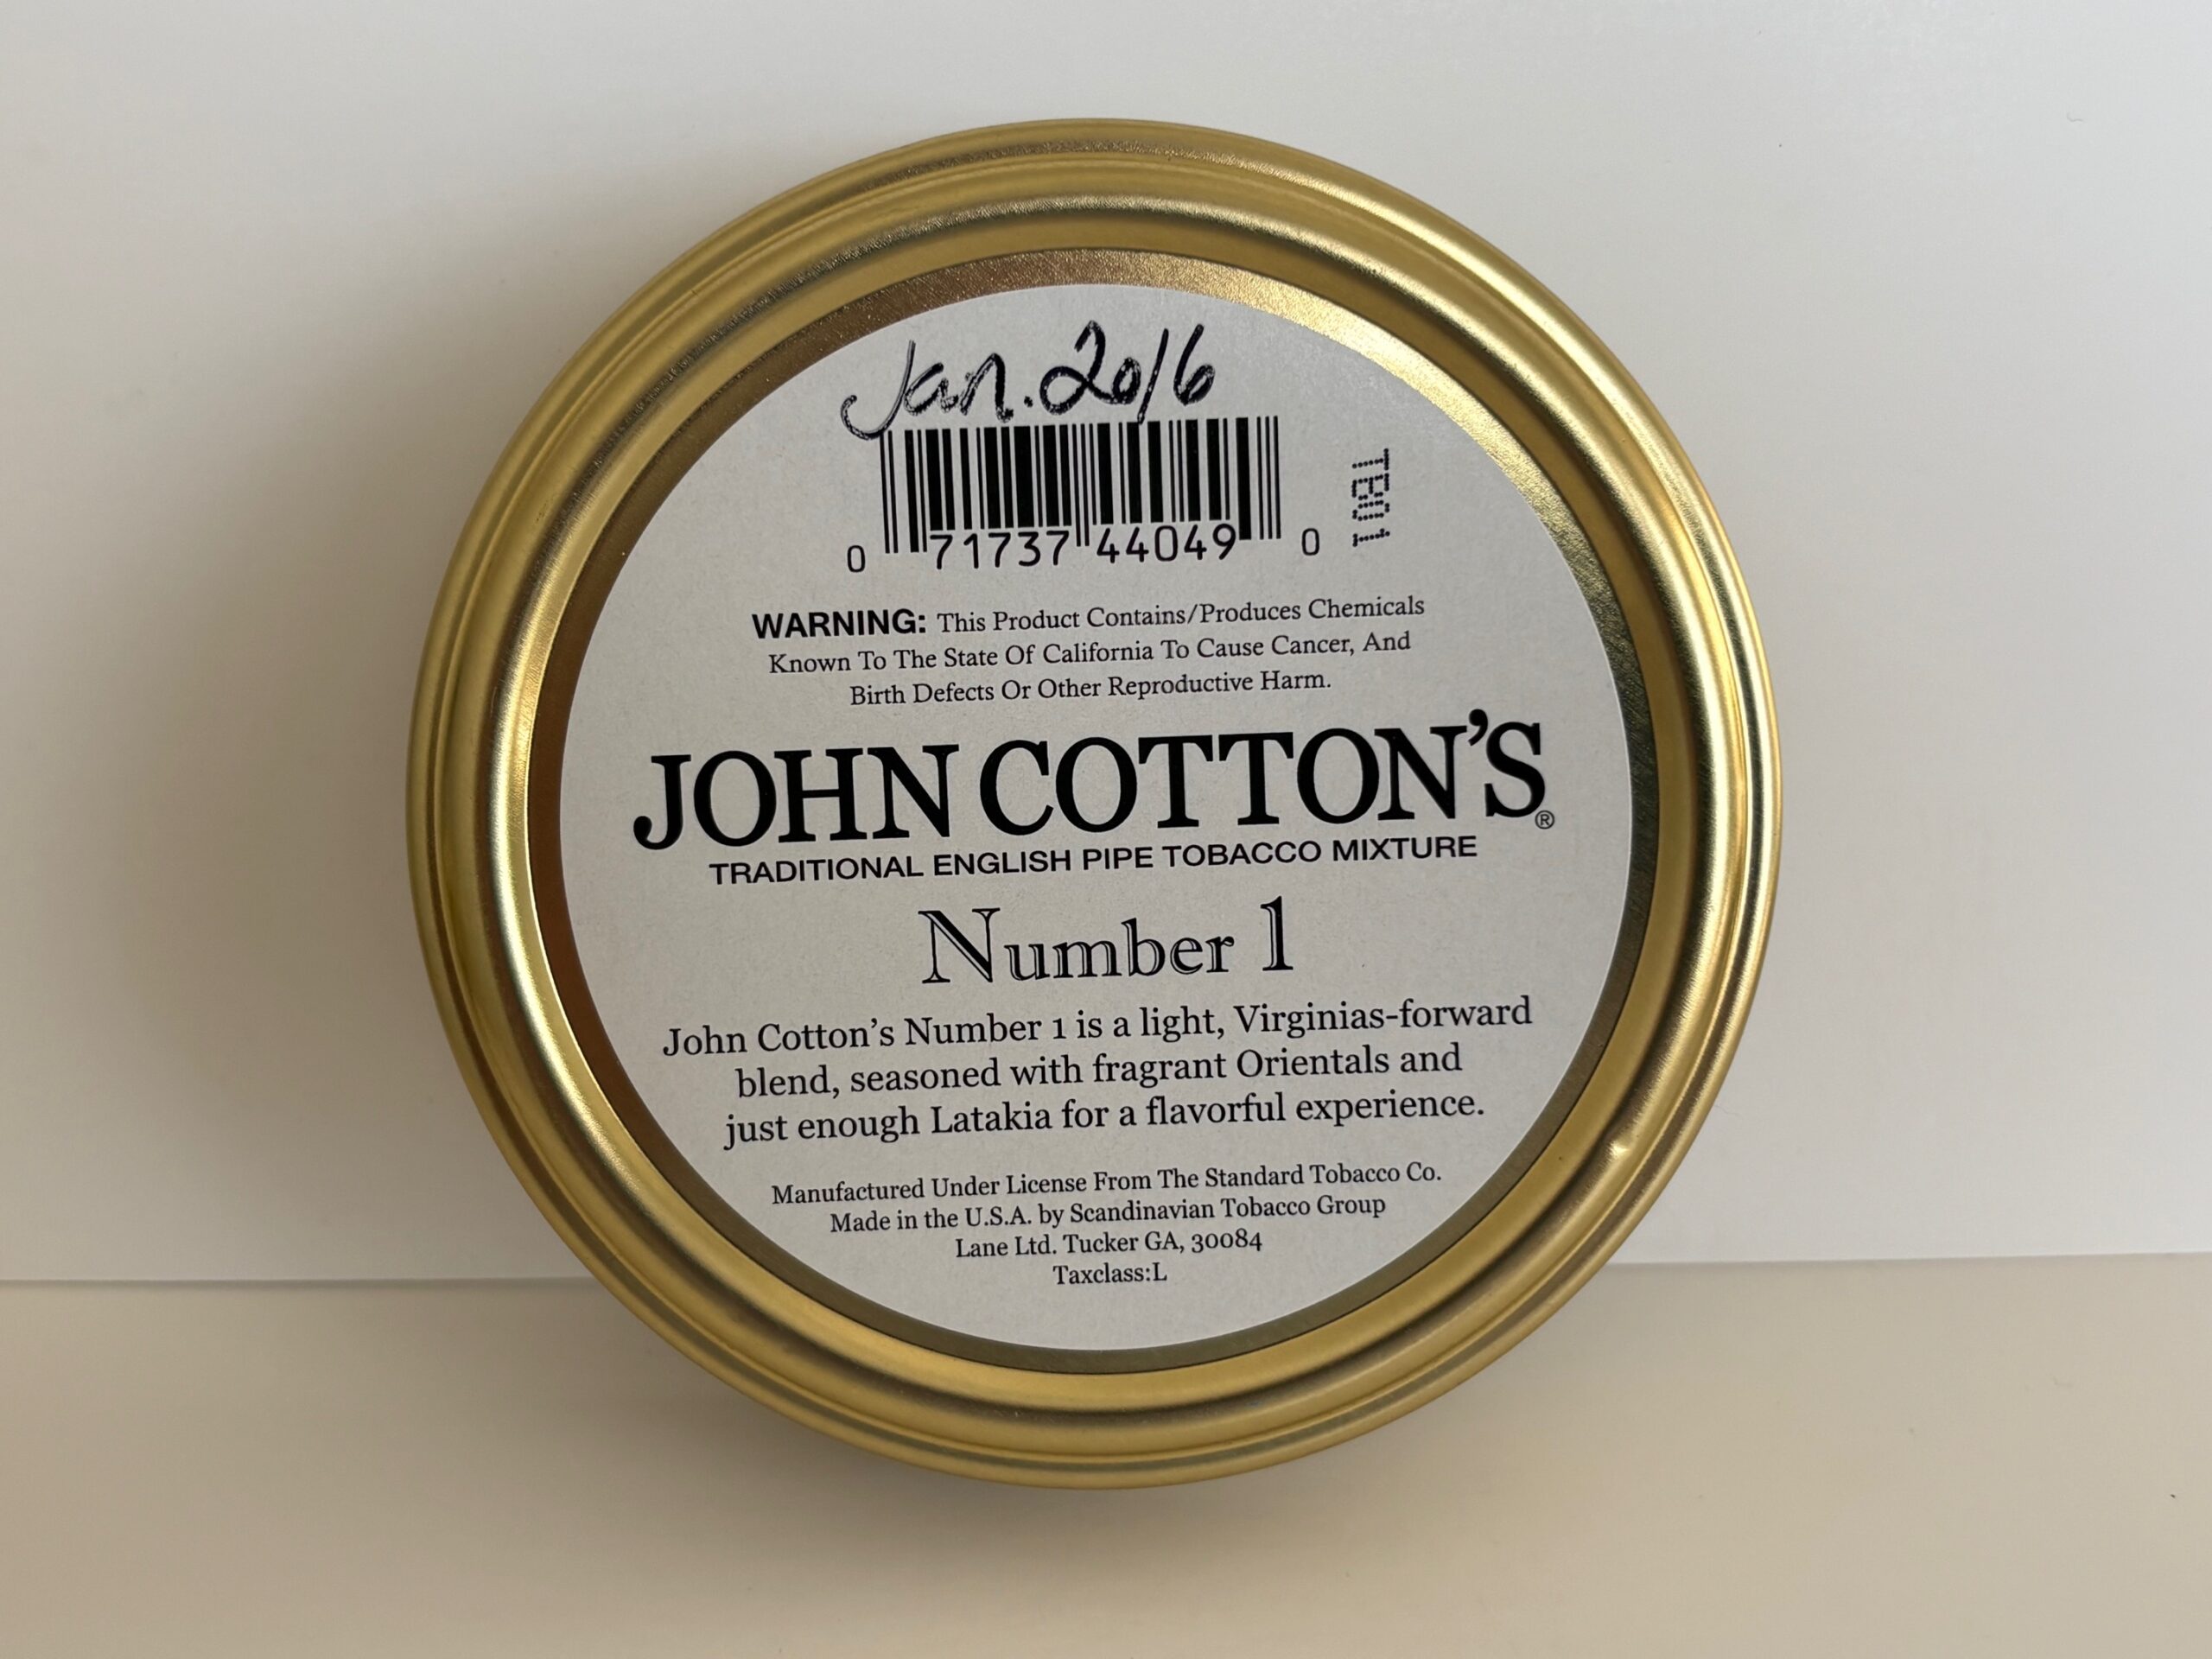 Jan. 2016
0 71737 44049 0
TE01
WARNING: This Product Contains/Produces Chemicals
Known To The State Of California To Cause Cancer, And
Birth Defects Or Other Reproductive Harm.
JOHN COTTON'S®
TRADITIONAL ENGLISH PIPE TOBACCO MIXTURE
Number 1
John Cotton's Number 1 is a light, Virginias-forward
blend, seasoned with fragrant Orientals and
just enough Latakia for a flavorful experience.
Manufactured Under License From The Standard Tobacco Co.
Made in the U.S.A. by Scandinavian Tobacco Group
Lane Ltd. Tucker GA, 30084
Taxclass:L